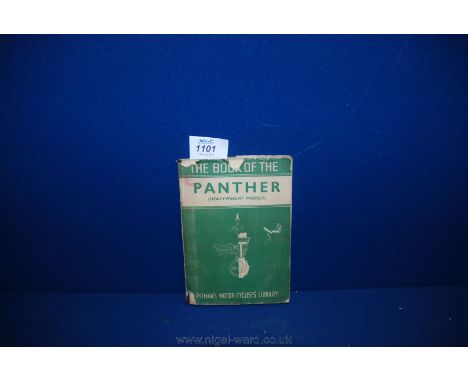 1101
THE BOOK OF THE
PANTHER
(HEAVYWEIGHT MODELS)
PITMAN'S MOTOR-CYCLISTS' LIBRARY
www.nigel-ward.co.uk